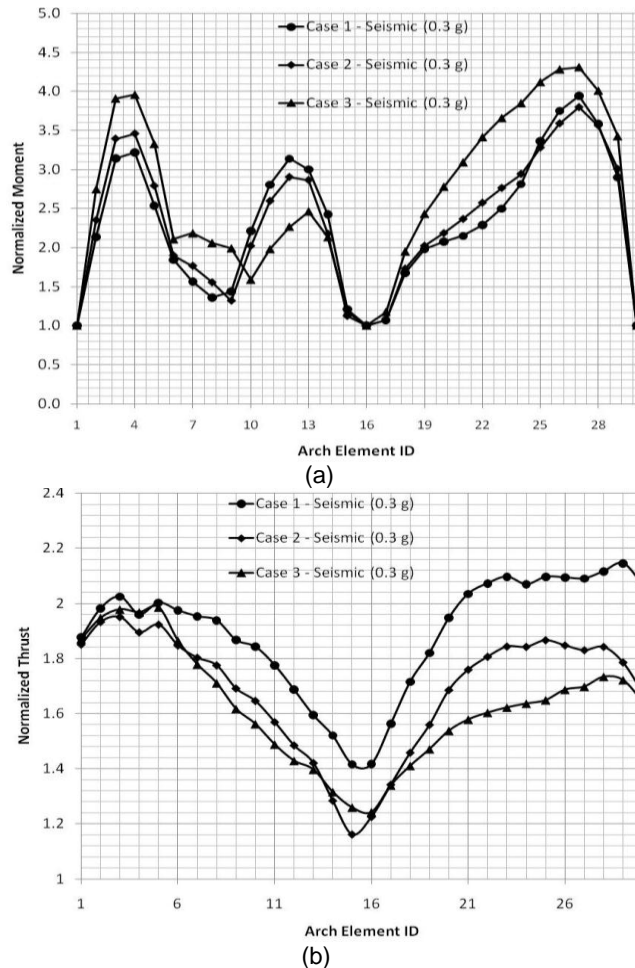 5.0
4.5
4.0
3.5
3.0
2.5
2.0
1.5
1.0
0.5
0.0
Normalized Moment
Case 1 - Seismic (0.3 g)
Case 2 - Seismic (0.3 g)
Case 3 - Seismic (0.3 g)
1 4 7 10 13 16 19 22 25 28
Arch Element ID
(a)
2.4
2.2
2
1.8
1.6
1.4
1.2
1
Normalized Thrust
Case 1 - Seismic (0.3 g)
Case 2 - Seismic (0.3 g)
Case 3 - Seismic (0.3 g)
1 6 11 16 21 26
Arch Element ID
(b)